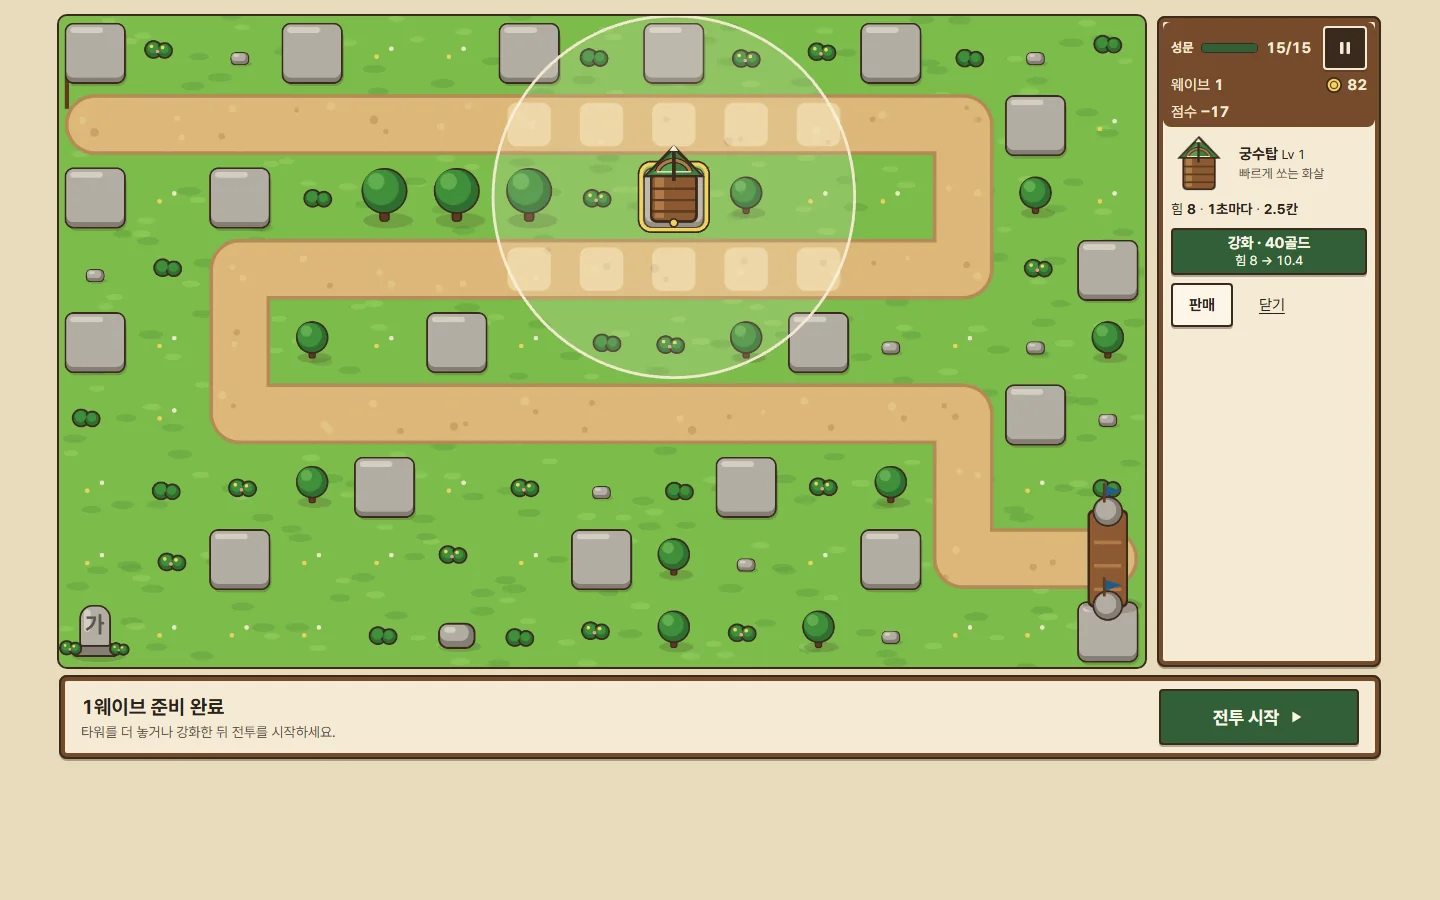 성문 15/15
웨이브 1 82
점수 −17
궁수탑 Lv 1
빠르게 쏘는 화살
힘 8 · 1초마다 · 2.5칸
강화 · 40골드
힘 8 → 10.4
판매 닫기
가
1웨이브 준비 완료
타워를 더 놓거나 강화한 뒤 전투를 시작하세요.
전투 시작